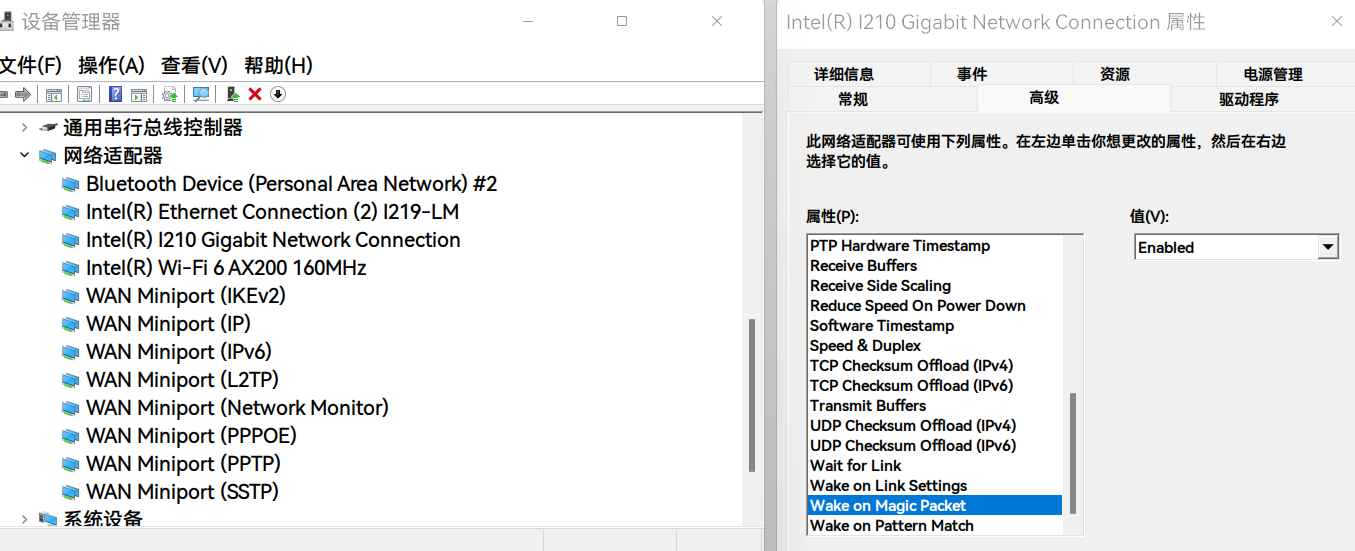 设备管理器
文件(F) 操作(A) 查看(V) 帮助(H)
通用串行总线控制器
网络适配器
Bluetooth Device (Personal Area Network) #2
Intel(R) Ethernet Connection (2) I219-LM
Intel(R) I210 Gigabit Network Connection
Intel(R) Wi-Fi 6 AX200 160MHz
WAN Miniport (IKEv2)
WAN Miniport (IP)
WAN Miniport (IPv6)
WAN Miniport (L2TP)
WAN Miniport (Network Monitor)
WAN Miniport (PPPOE)
WAN Miniport (PPTP)
WAN Miniport (SSTP)
系统设备
Intel(R) I210 Gigabit Network Connection 属性
详细信息 事件 资源 电源管理
常规 高级 驱动程序
此网络适配器可使用下列属性。在左边单击你想更改的属性，然后在右边
选择它的值。
属性(P): 值(V):
PTP Hardware Timestamp
Enabled
Receive Buffers
Receive Side Scaling
Reduce Speed On Power Down
Software Timestamp
Speed & Duplex
TCP Checksum Offload (IPv4)
TCP Checksum Offload (IPv6)
Transmit Buffers
UDP Checksum Offload (IPv4)
UDP Checksum Offload (IPv6)
Wait for Link
Wake on Link Settings
Wake on Magic Packet
Wake on Pattern Match